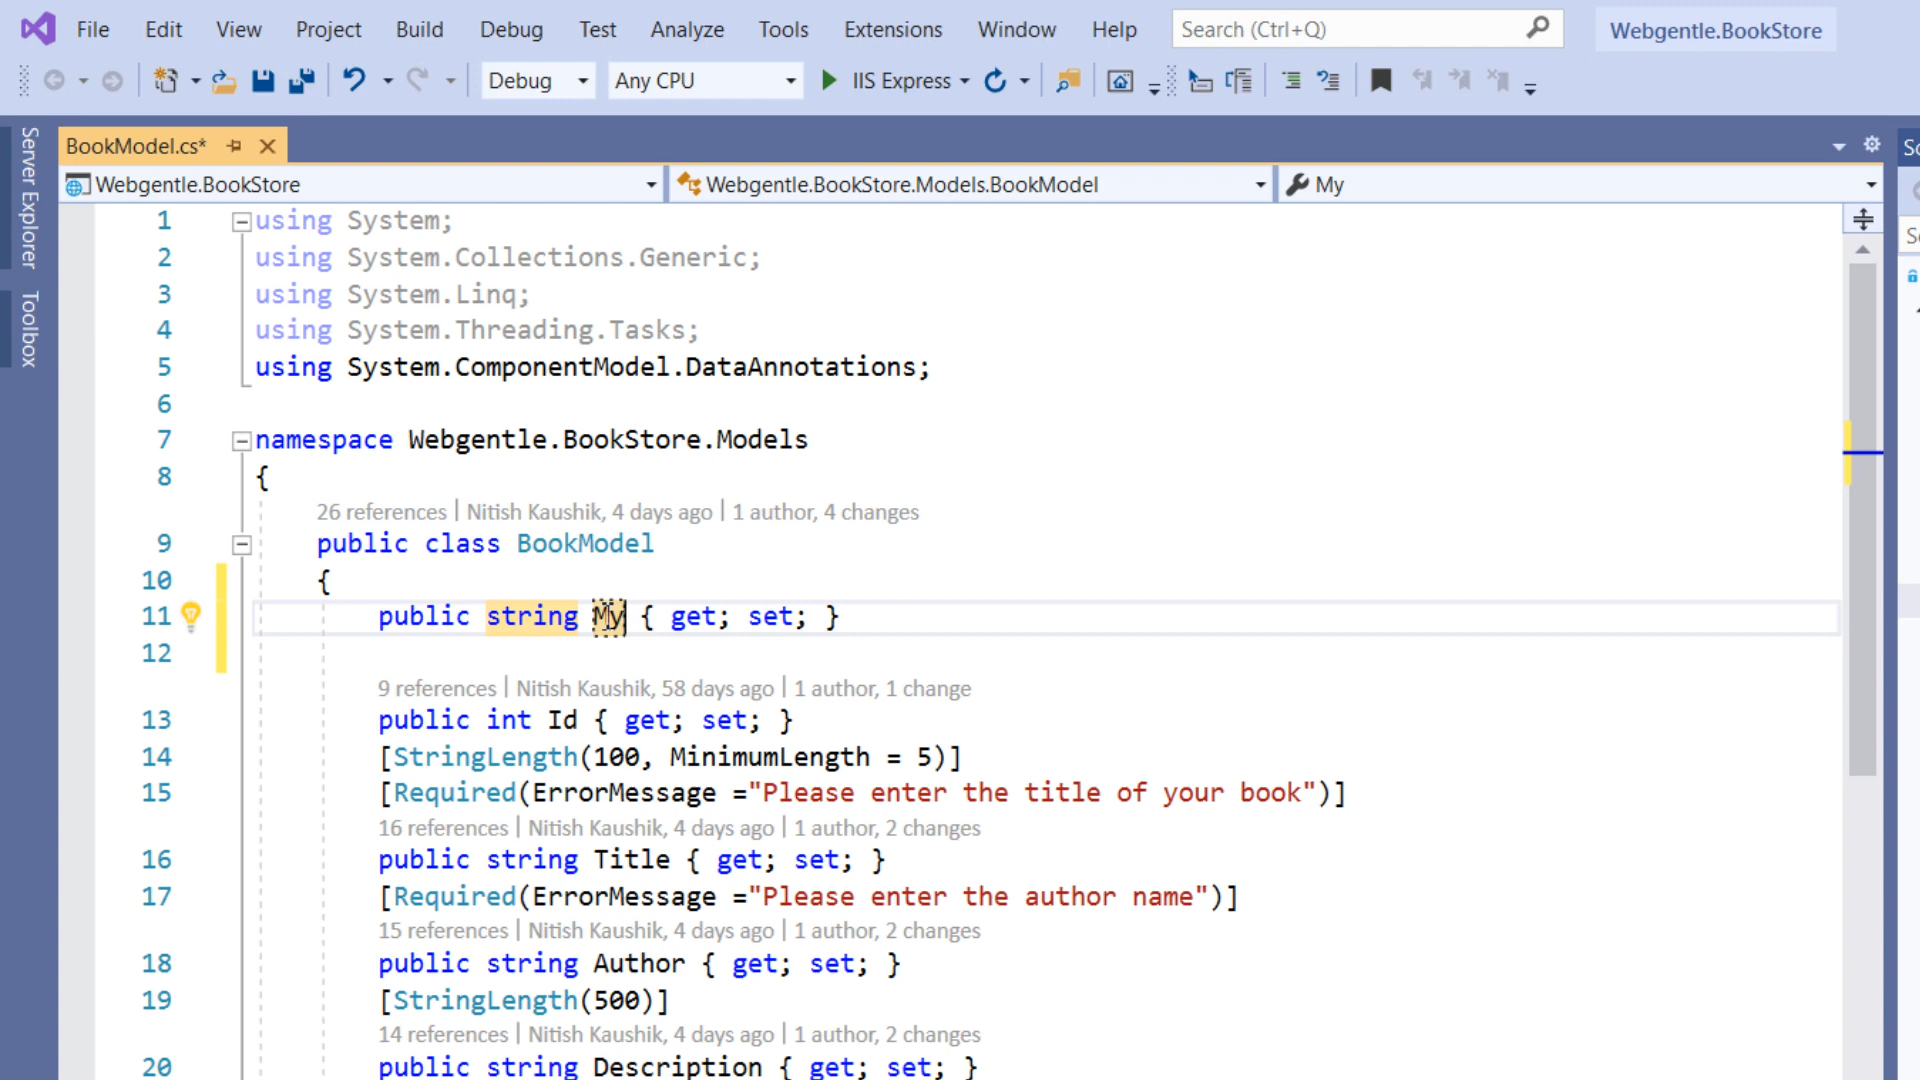 File Edit View Project Build Debug Test Analyze Tools Extensions Window Help Search (Ctrl+Q) Webgentle.BookStore
Debug Any CPU IIS Express
Server Explorer
Toolbox
BookModel.cs*
Webgentle.BookStore Webgentle.BookStore.Models.BookModel My
1 using System;
2 using System.Collections.Generic;
3 using System.Linq;
4 using System.Threading.Tasks;
5 using System.ComponentModel.DataAnnotations;
6
7 namespace Webgentle.BookStore.Models
8 {
26 references | Nitish Kaushik, 4 days ago | 1 author, 4 changes
9 public class BookModel
10 {
11 public string My { get; set; }
12
9 references | Nitish Kaushik, 58 days ago | 1 author, 1 change
13 public int Id { get; set; }
14 [StringLength(100, MinimumLength = 5)]
15 [Required(ErrorMessage ="Please enter the title of your book")]
16 references | Nitish Kaushik, 4 days ago | 1 author, 2 changes
16 public string Title { get; set; }
17 [Required(ErrorMessage ="Please enter the author name")]
15 references | Nitish Kaushik, 4 days ago | 1 author, 2 changes
18 public string Author { get; set; }
19 [StringLength(500)]
14 references | Nitish Kaushik, 4 days ago | 1 author, 2 changes
20 public string Description { get; set; }